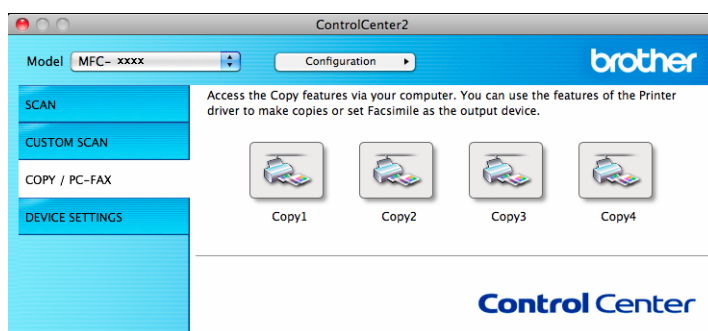 ControlCenter2
Model MFC- xxxx Configuration
brother
SCAN
CUSTOM SCAN
COPY / PC-FAX
DEVICE SETTINGS
Access the Copy features via your computer. You can use the features of the Printer
driver to make copies or set Facsimile as the output device.
Copy1 Copy2 Copy3 Copy4
Control Center